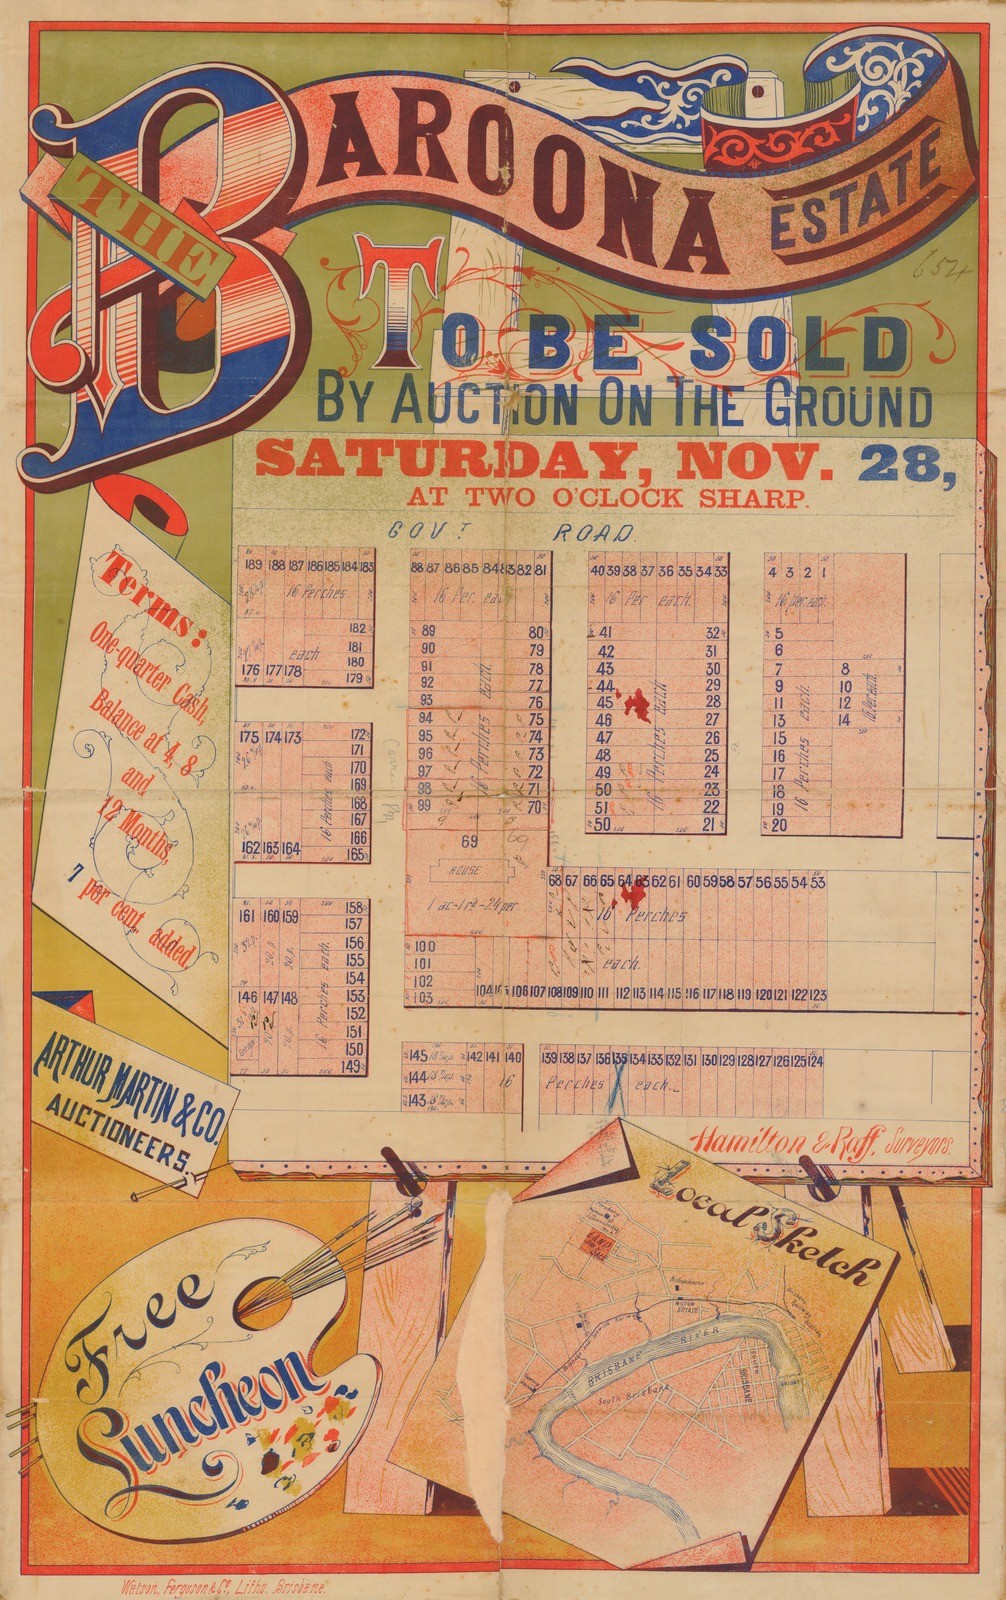 THE BAROONA ESTATE
654
TO BE SOLD
BY AUCTION ON THE GROUND
SATURDAY, NOV. 28,
AT TWO O'CLOCK SHARP.
GOVT ROAD.
Terms:
One-quarter Cash,
Balance at 4, 8
and
12 Months,
7 per cent added.
189 188 187 186 185 184 183
16 Perches
182
181
each
180
176 177 178
179
175 174 173
172
171
170
169
168
167
166
162 163 164
165
16 Perches each
161 160 159
158
157
156
155
154
146 147 148
153
152
151
150
149
16 Perches each.
88 87 86 85 84 83 82 81
16 Per. each
89 80
90 79
91 78
92 77
93 76
94 75
95 74
96 73
97 72
98 71
99 70
16 Perches each
69
HOUSE
1 ac-1rd-24per.
100
101
102
103
104 105 106 107 108 109 110 111 112 113 114 115 116 117 118 119 120 121 122 123
40 39 38 37 36 35 34 33
16 Per each.
41 32
42 31
43 30
44 29
45 28
46 27
47 26
48 25
49 24
50 23
51 22
50 21
16 Perches each
4 3 2 1
16 Per each.
5
6
7 8
9 10
11 12
13 14
15
16
17
18
19
20
16 Perches each
16 Per each.
68 67 66 65 64 63 62 61 60 59 58 57 56 55 54 53
16 Perches
each.
145 142 141 140
144
143
16
139 138 137 136 135 134 133 132 131 130 129 128 127 126 125 124
Perches each.
Hamilton & Raff, Surveyors.
ARTHUR MARTIN & CO.
AUCTIONEERS.
Local Sketch
LAND
FOR SALE
MILTON
ESTATE
BRISBANE RIVER
South Brisbane
BRISBANE
Free
Luncheon
Watson, Ferguson & Co., Litho. Brisbane.